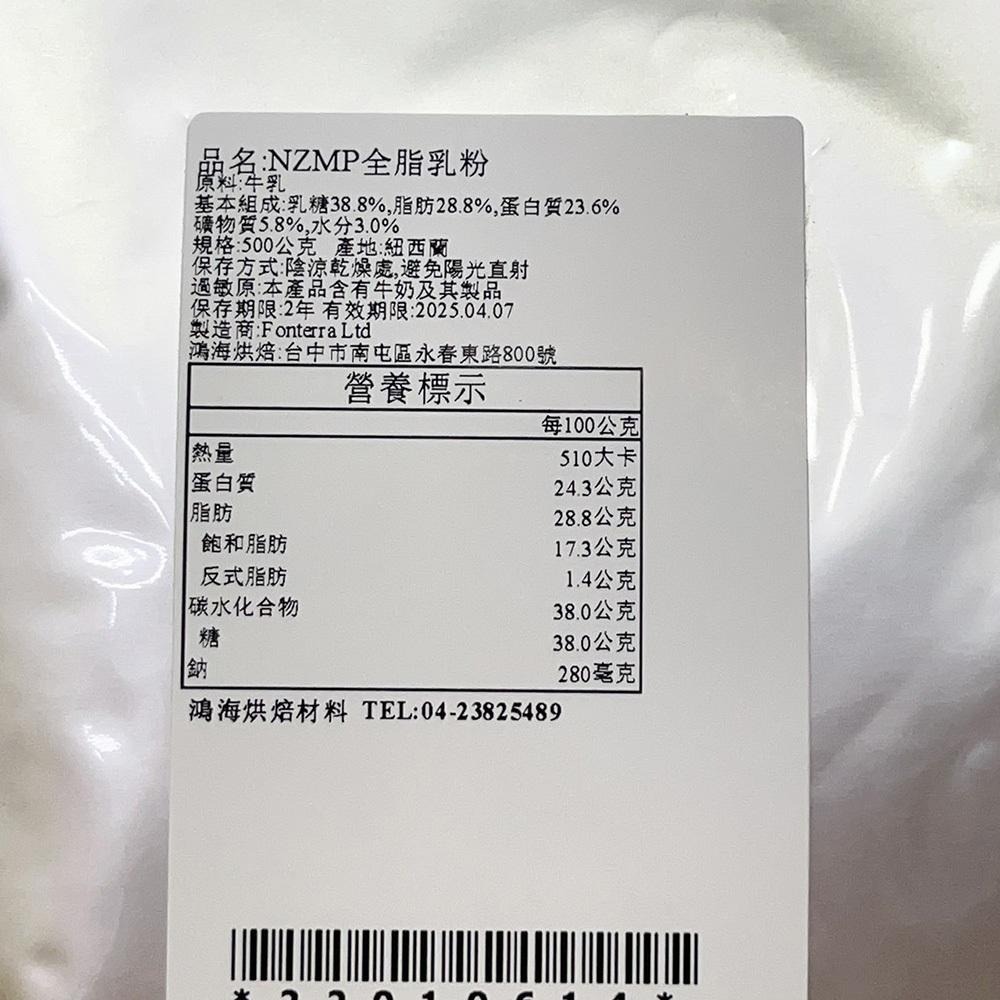 品名:NZMP全脂乳粉
原料:牛乳
基本組成:乳糖38.8%,脂肪28.8%,蛋白質23.6%
礦物質5.8%,水分3.0%
規格:500公克 產地:紐西蘭
保存方式:陰涼乾燥處,避免陽光直射
過敏原:本產品含有牛奶及其製品
保存期限:2年 有效期限:2025.04.07
製造商:Fonterra Ltd
鴻海烘焙:台中市南屯區永春東路800號
營養標示
每100公克
熱量 510大卡
蛋白質 24.3公克
脂肪 28.8公克
飽和脂肪 17.3公克
反式脂肪 1.4公克
碳水化合物 38.0公克
糖 38.0公克
鈉 280毫克
鴻海烘焙材料 TEL:04-23825489